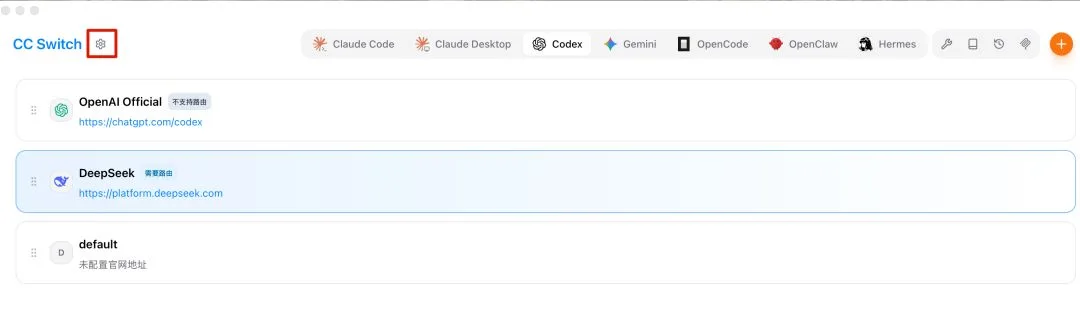 CC Switch
Claude Code Claude Desktop Codex Gemini OpenCode OpenClaw Hermes
OpenAI Official 不支持路由
https://chatgpt.com/codex
DeepSeek 需要路由
https://platform.deepseek.com
D default
未配置官网地址